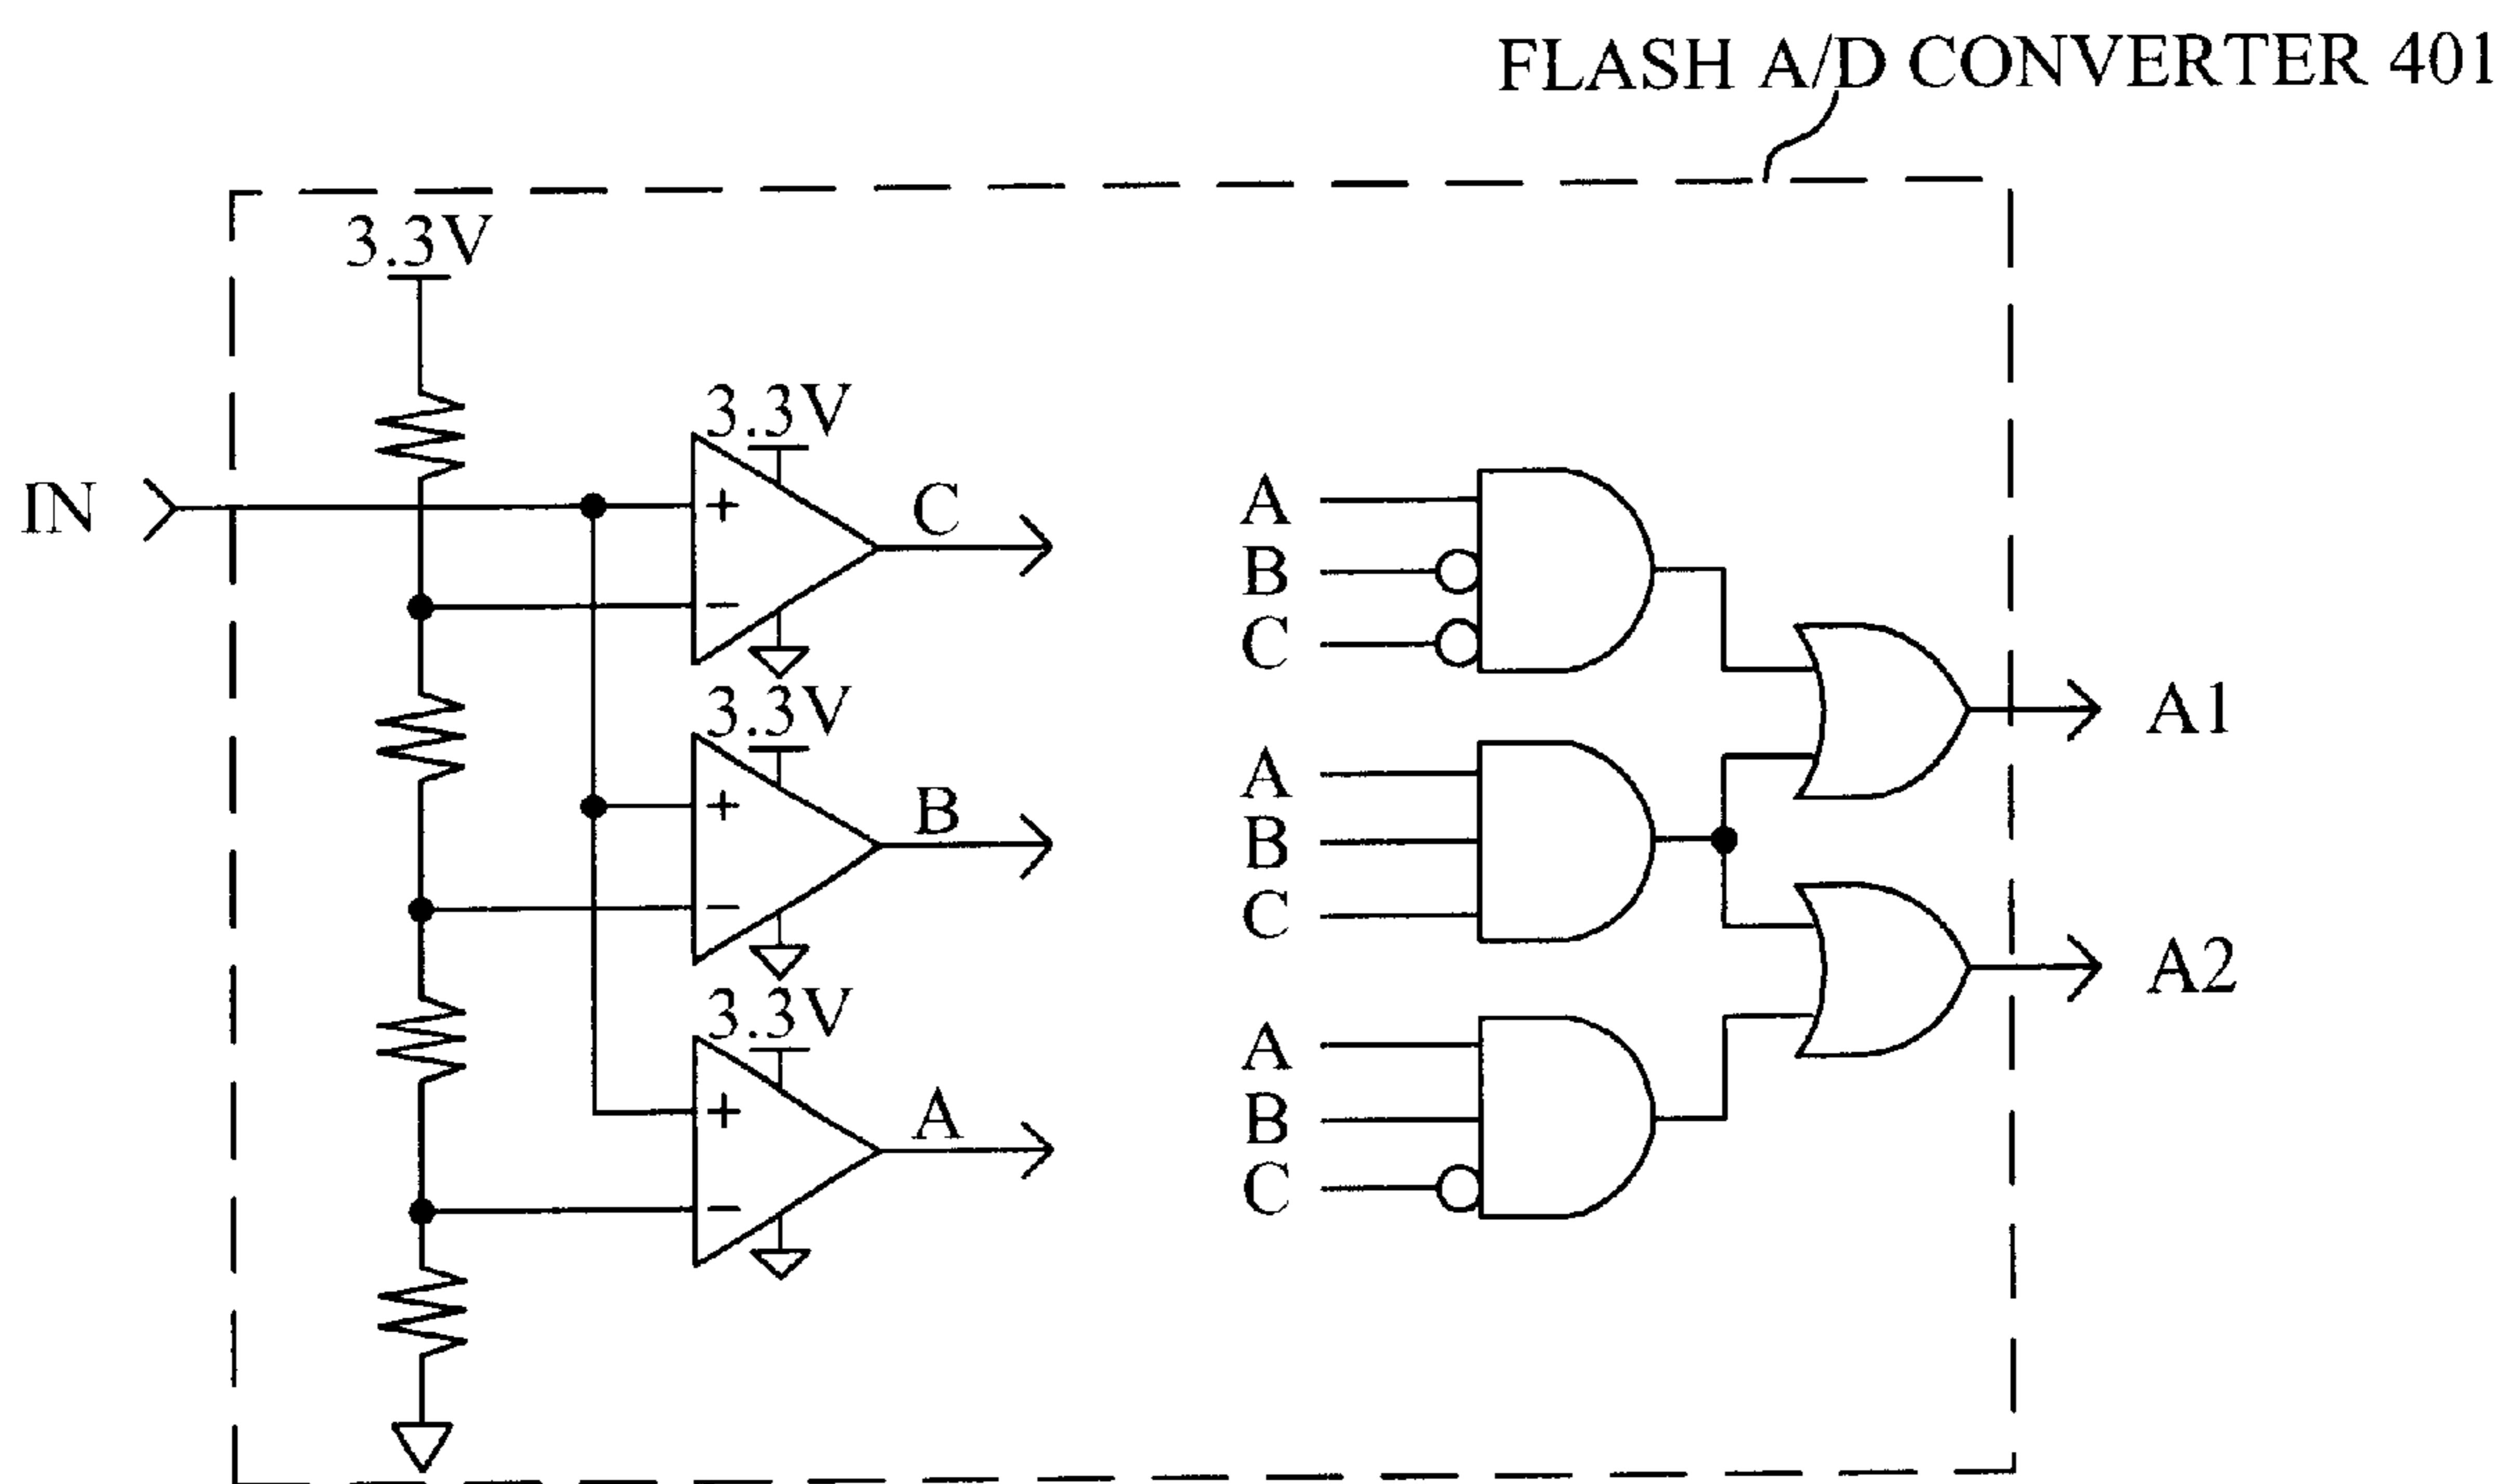 FLASH A/D CONVERTER 401
3.3V
IN
3.3V
+
−
C
3.3V
+
−
B
3.3V
+
−
A
A
B
C
A
B
C
A
B
C
A1
A2